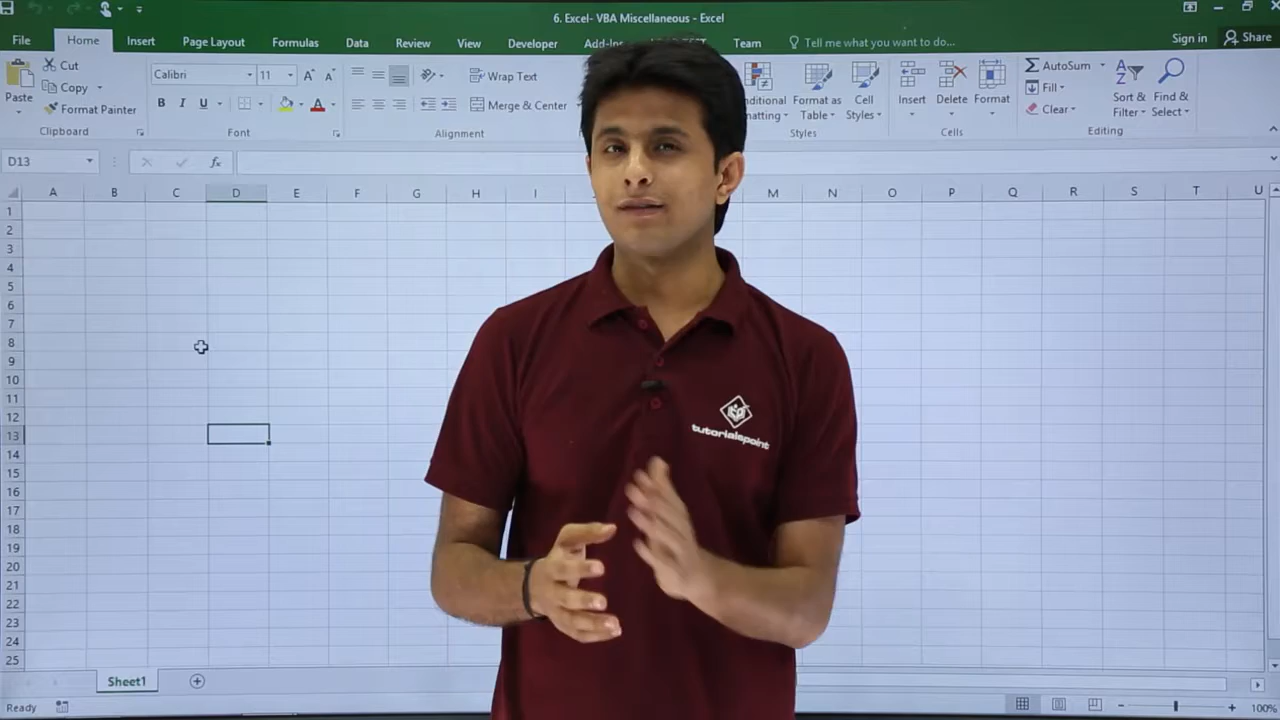 6. Excel- VBA Miscellaneous - Excel
File Home Insert Page Layout Formulas Data Review View Developer Add-Ins TEST Team Tell me what you want to do... Sign in Share
Cut Calibri 11 Wrap Text AutoSum
Paste Copy B I U Merge & Center Format as Cell Insert Delete Format Fill Sort & Find &
Format Painter Table Styles Clear Filter Select
Clipboard Font Alignment Styles Cells Editing
D13 fx
A B C D E F G H I M N O P Q R S T U
1
2
3
4
5
6
7
8
9
10
11
12
13
14
15
16
17
18
19
20
21
22
23
24
25
tutorialspoint
Sheet1
Ready 100%